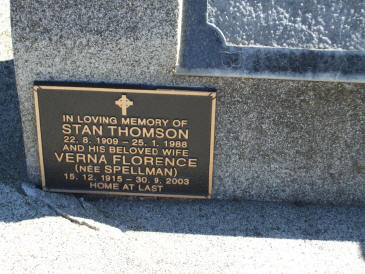 IN LOVING MEMORY OF
STAN THOMSON
22. 8. 1909 – 25. 1. 1988
AND HIS BELOVED WIFE
VERNA FLORENCE
(NEE SPELLMAN)
15. 12. 1915 – 30. 9. 2003
HOME AT LAST